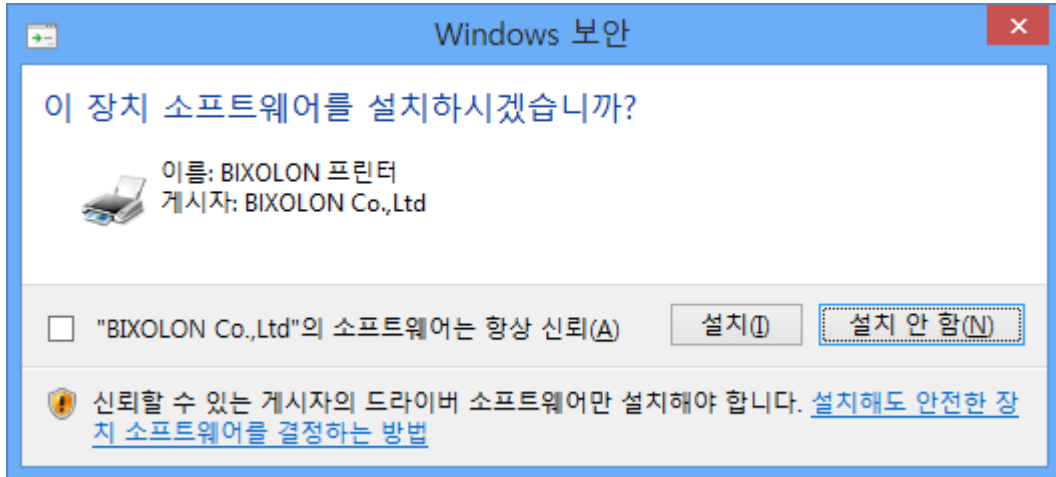 Windows 보안
이 장치 소프트웨어를 설치하시겠습니까?
이름: BIXOLON 프린터
게시자: BIXOLON Co.,Ltd
"BIXOLON Co.,Ltd"의 소프트웨어는 항상 신뢰(A)
설치(I)
설치 안 함(N)
신뢰할 수 있는 게시자의 드라이버 소프트웨어만 설치해야 합니다. 설치해도 안전한 장
치 소프트웨어를 결정하는 방법